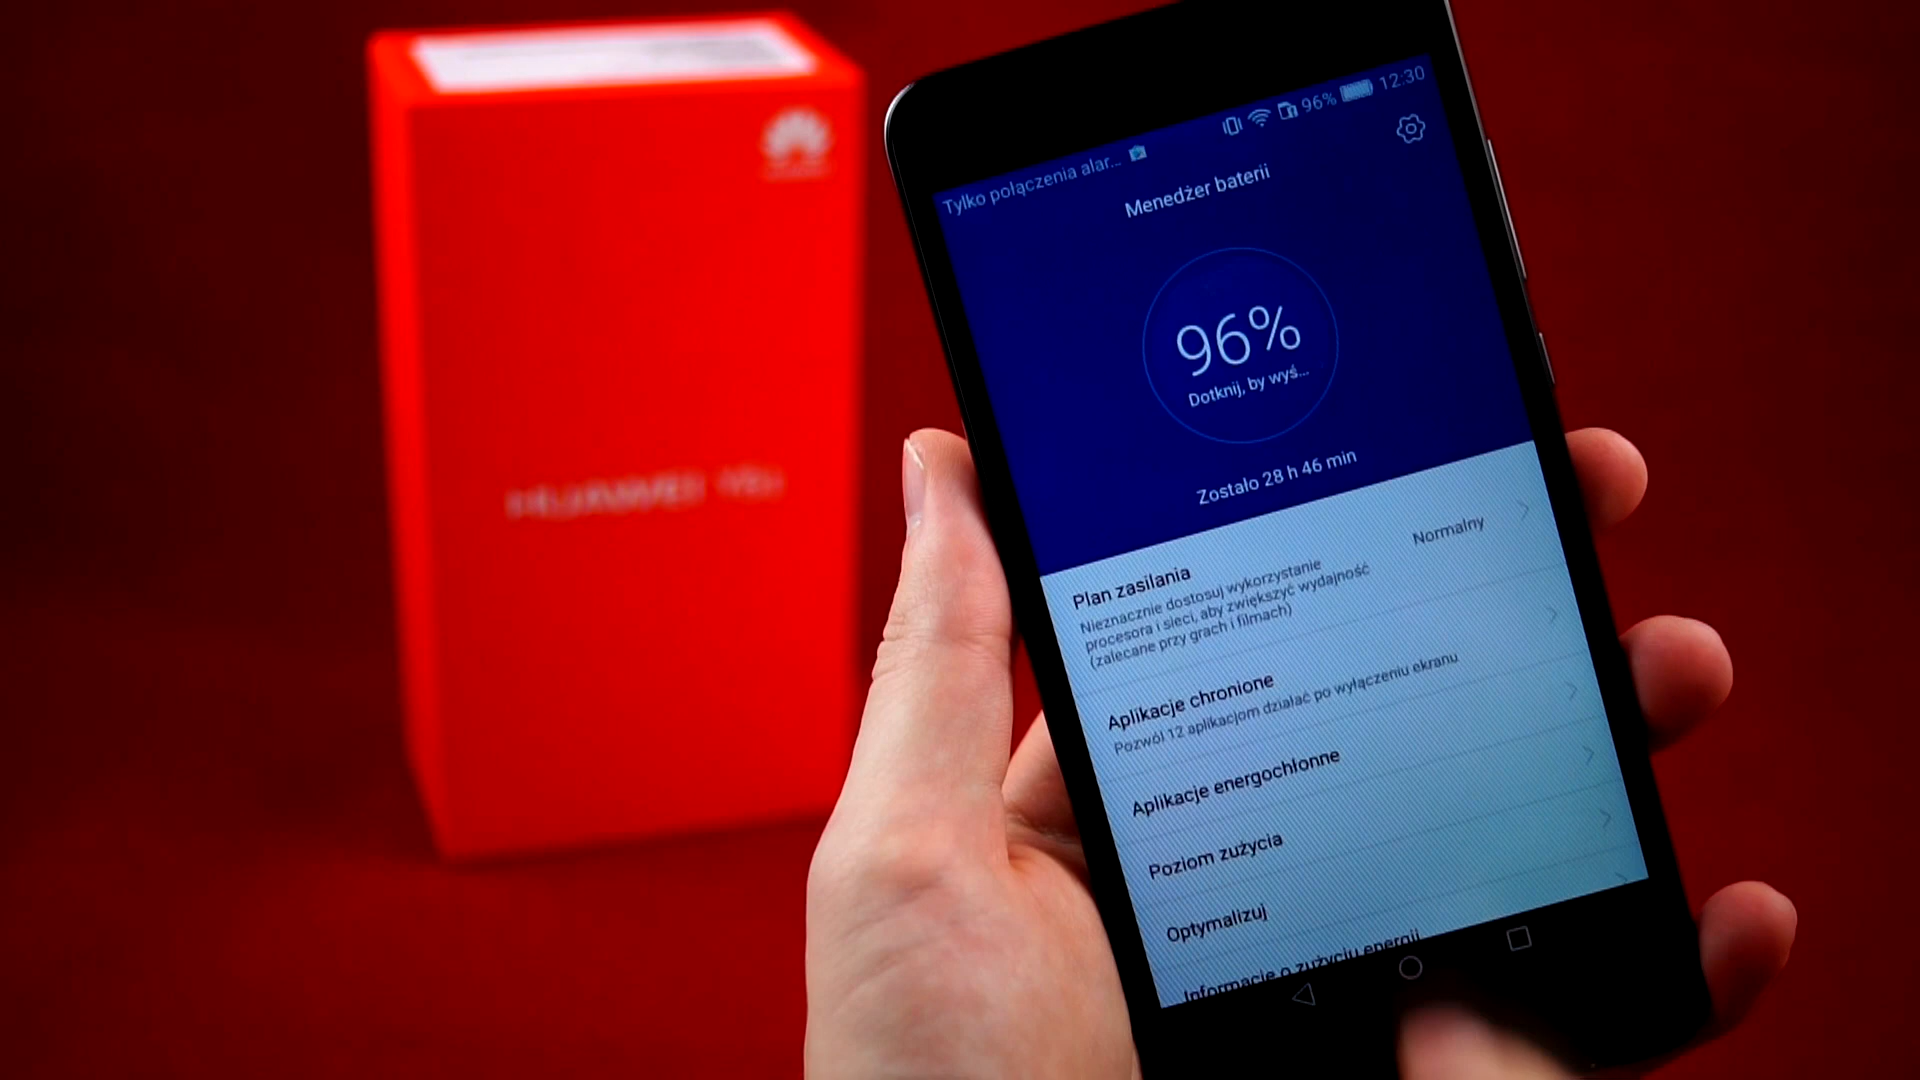 HUAWEI
Tylko połączenia alar...
96%
12:30
Menedżer baterii
96%
Dotknij, by wyś...
Zostało 28 h 46 min
Plan zasilania
Normalny
Nieznacznie dostosuj wykorzystanie
procesora i sieci, aby zwiększyć wydajność
(zalecane przy grach i filmach)
Aplikacje chronione
Pozwól 12 aplikacjom działać po wyłączeniu ekranu
Aplikacje energochłonne
Poziom zużycia
Optymalizuj
Informacje o zużyciu energii